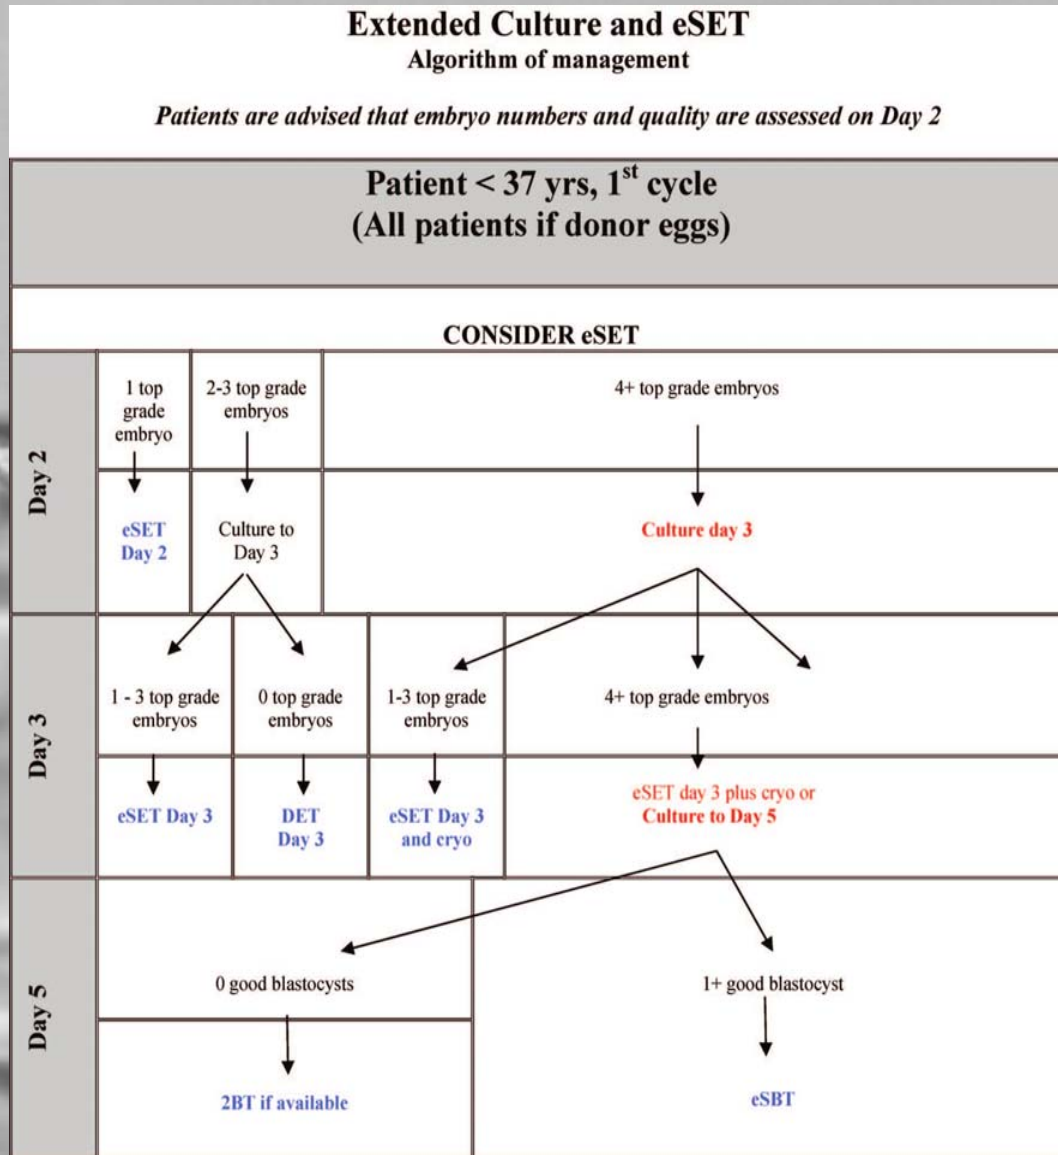 Extended Culture and eSET
Algorithm of management
Patients are advised that embryo numbers and quality are assessed on Day 2
Patient < 37 yrs, 1st cycle
(All patients if donor eggs)
CONSIDER eSET
Day 2
1 top
grade
embryo
2-3 top grade
embryos
4+ top grade embryos
eSET
Day 2
Culture to
Day 3
Culture day 3
Day 3
1 - 3 top grade
embryos
0 top grade
embryos
1-3 top grade
embryos
4+ top grade embryos
eSET Day 3
DET
Day 3
eSET Day 3
and cryo
eSET day 3 plus cryo or
Culture to Day 5
Day 5
0 good blastocysts
1+ good blastocyst
2BT if available
eSBT